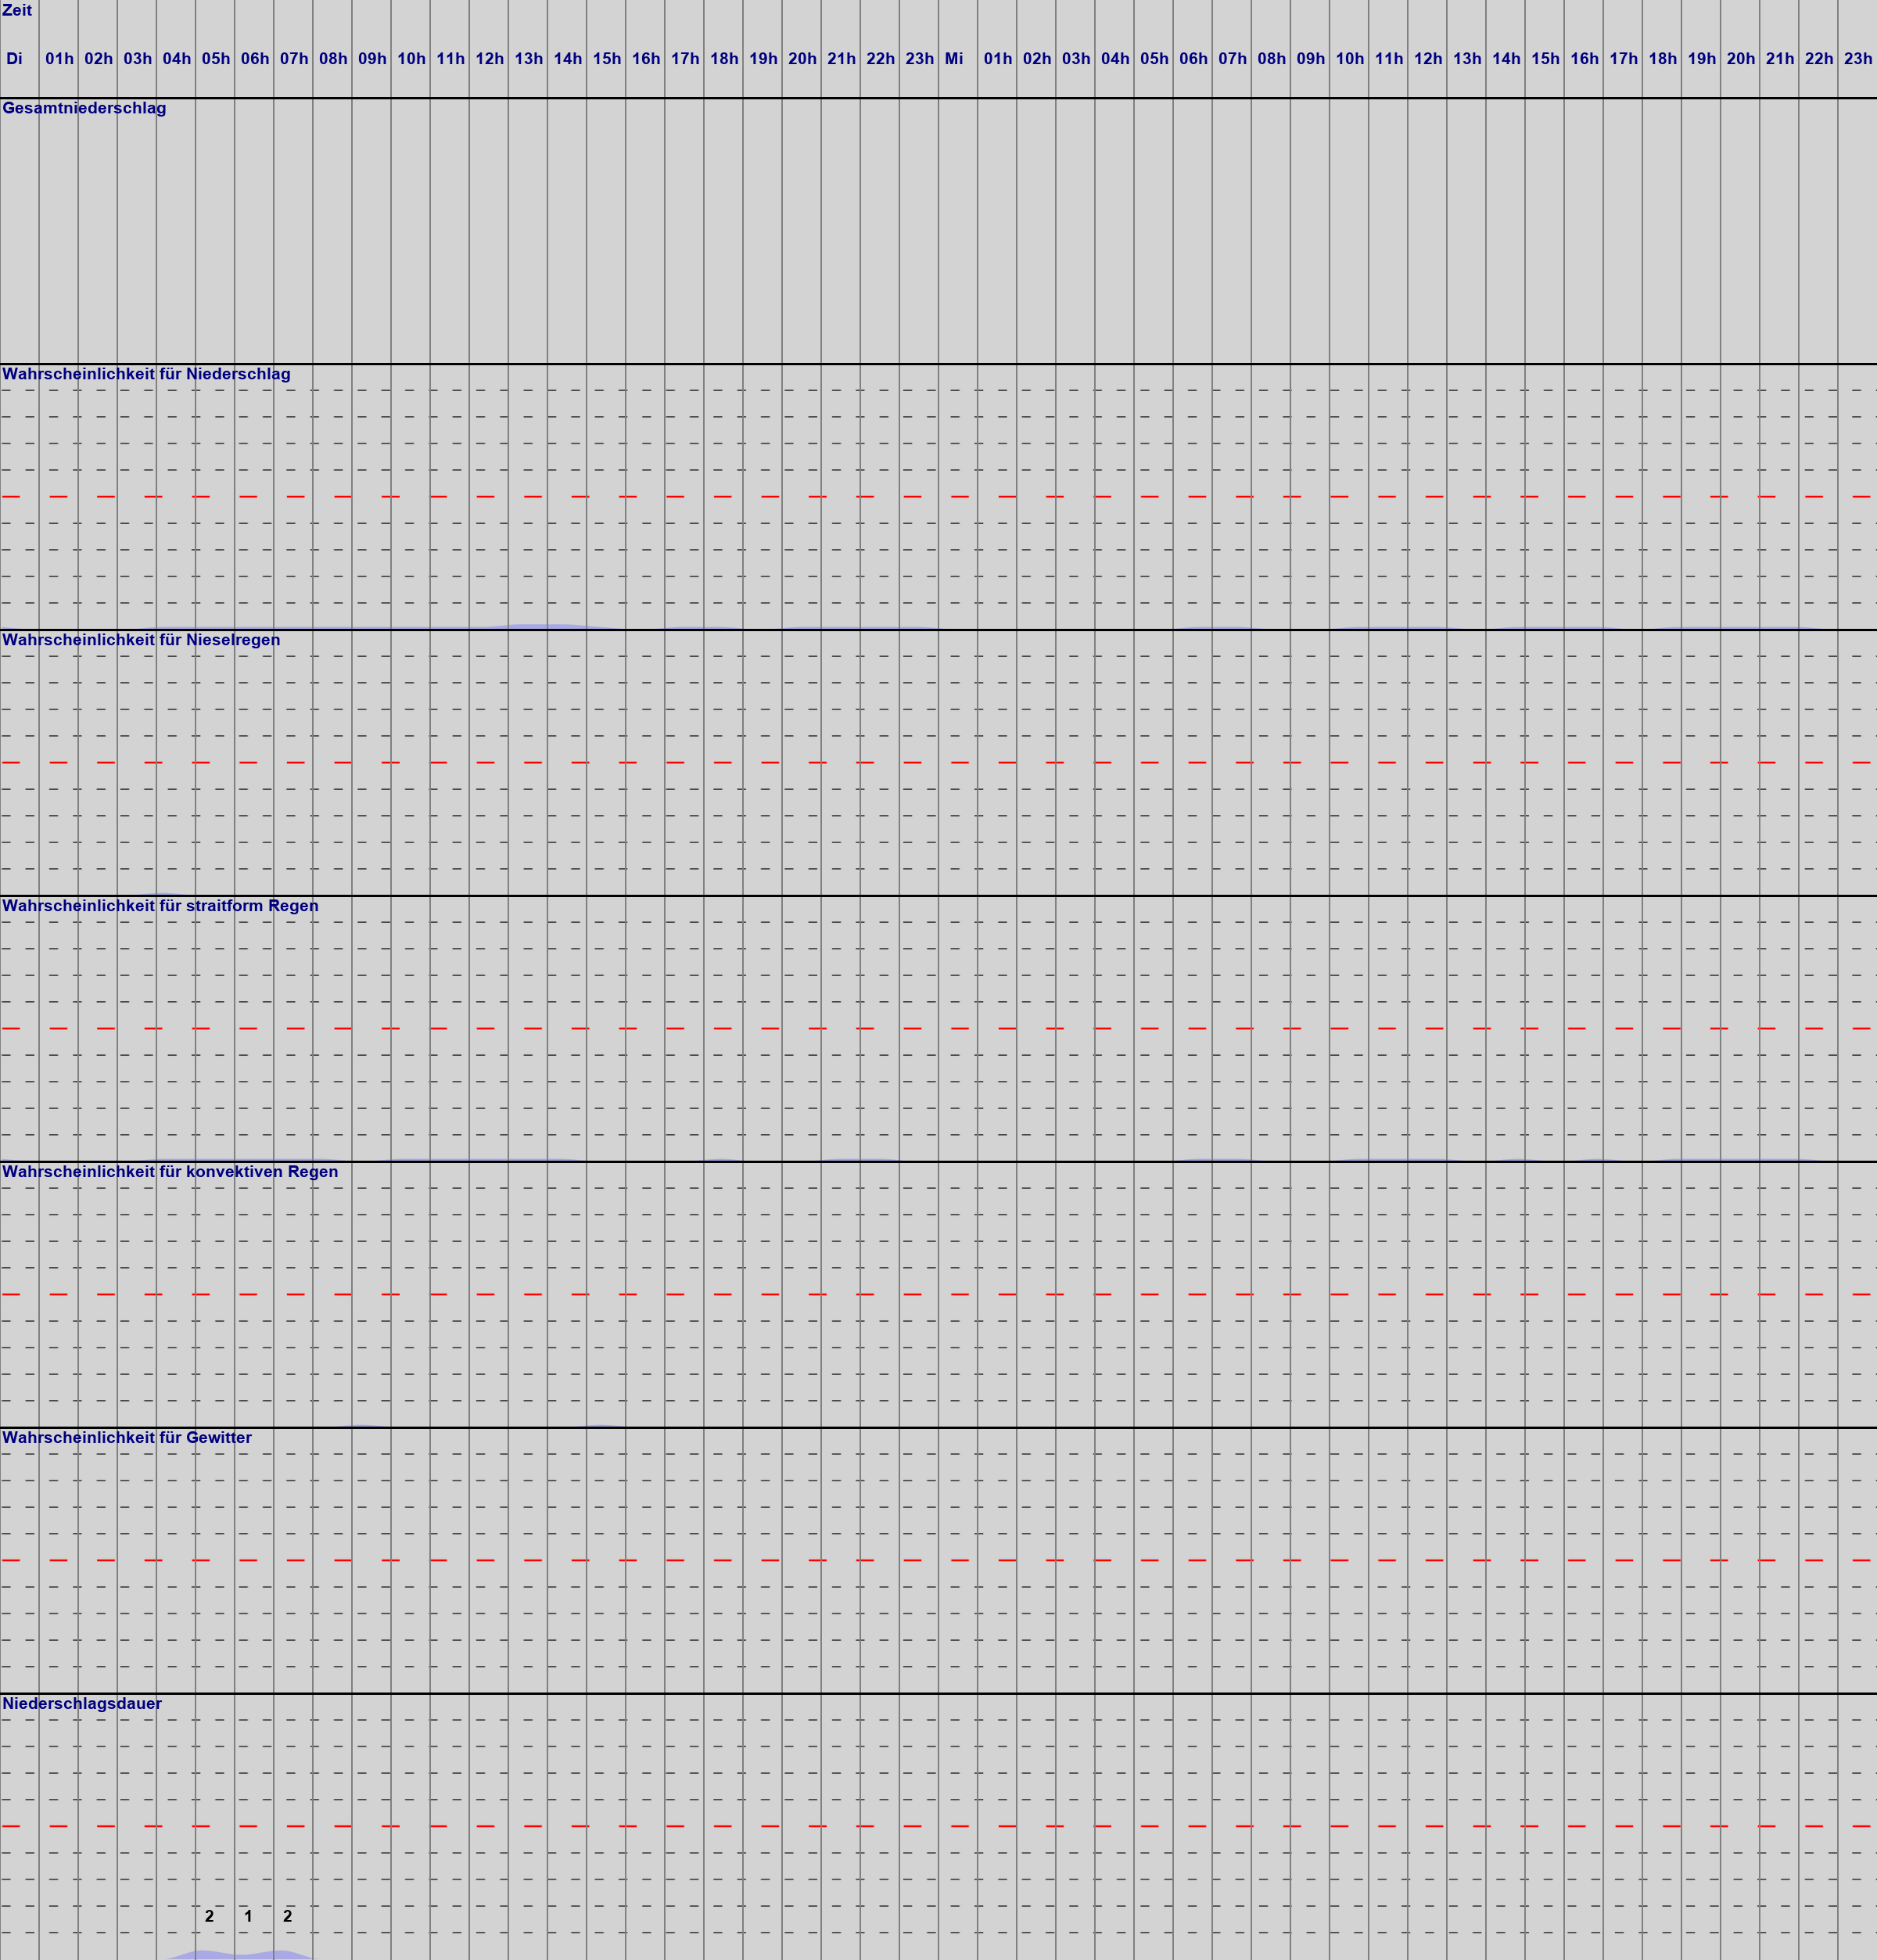 Zeit
Di 01h 02h 03h 04h 05h 06h 07h 08h 09h 10h 11h 12h 13h 14h 15h 16h 17h 18h 19h 20h 21h 22h 23h Mi 01h 02h 03h 04h 05h 06h 07h 08h 09h 10h 11h 12h 13h 14h 15h 16h 17h 18h 19h 20h 21h 22h 23h
Gesamtniederschlag
Wahrscheinlichkeit für Niederschlag
Wahrscheinlichkeit für Nieselregen
Wahrscheinlichkeit für straitform Regen
Wahrscheinlichkeit für konvektiven Regen
Wahrscheinlichkeit für Gewitter
Niederschlagsdauer
2 1 2